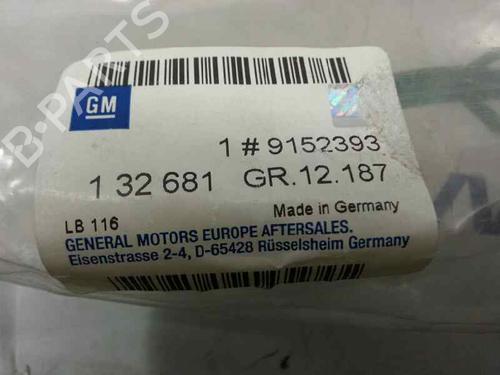 GM
1 # 9152393
1 32 681 GR.12.187
LB 116
Made in Germany
GENERAL MOTORS EUROPE AFTERSALES.
Eisenstrasse 2-4, D-65428 Rüsselsheim Germany
B-PARTS